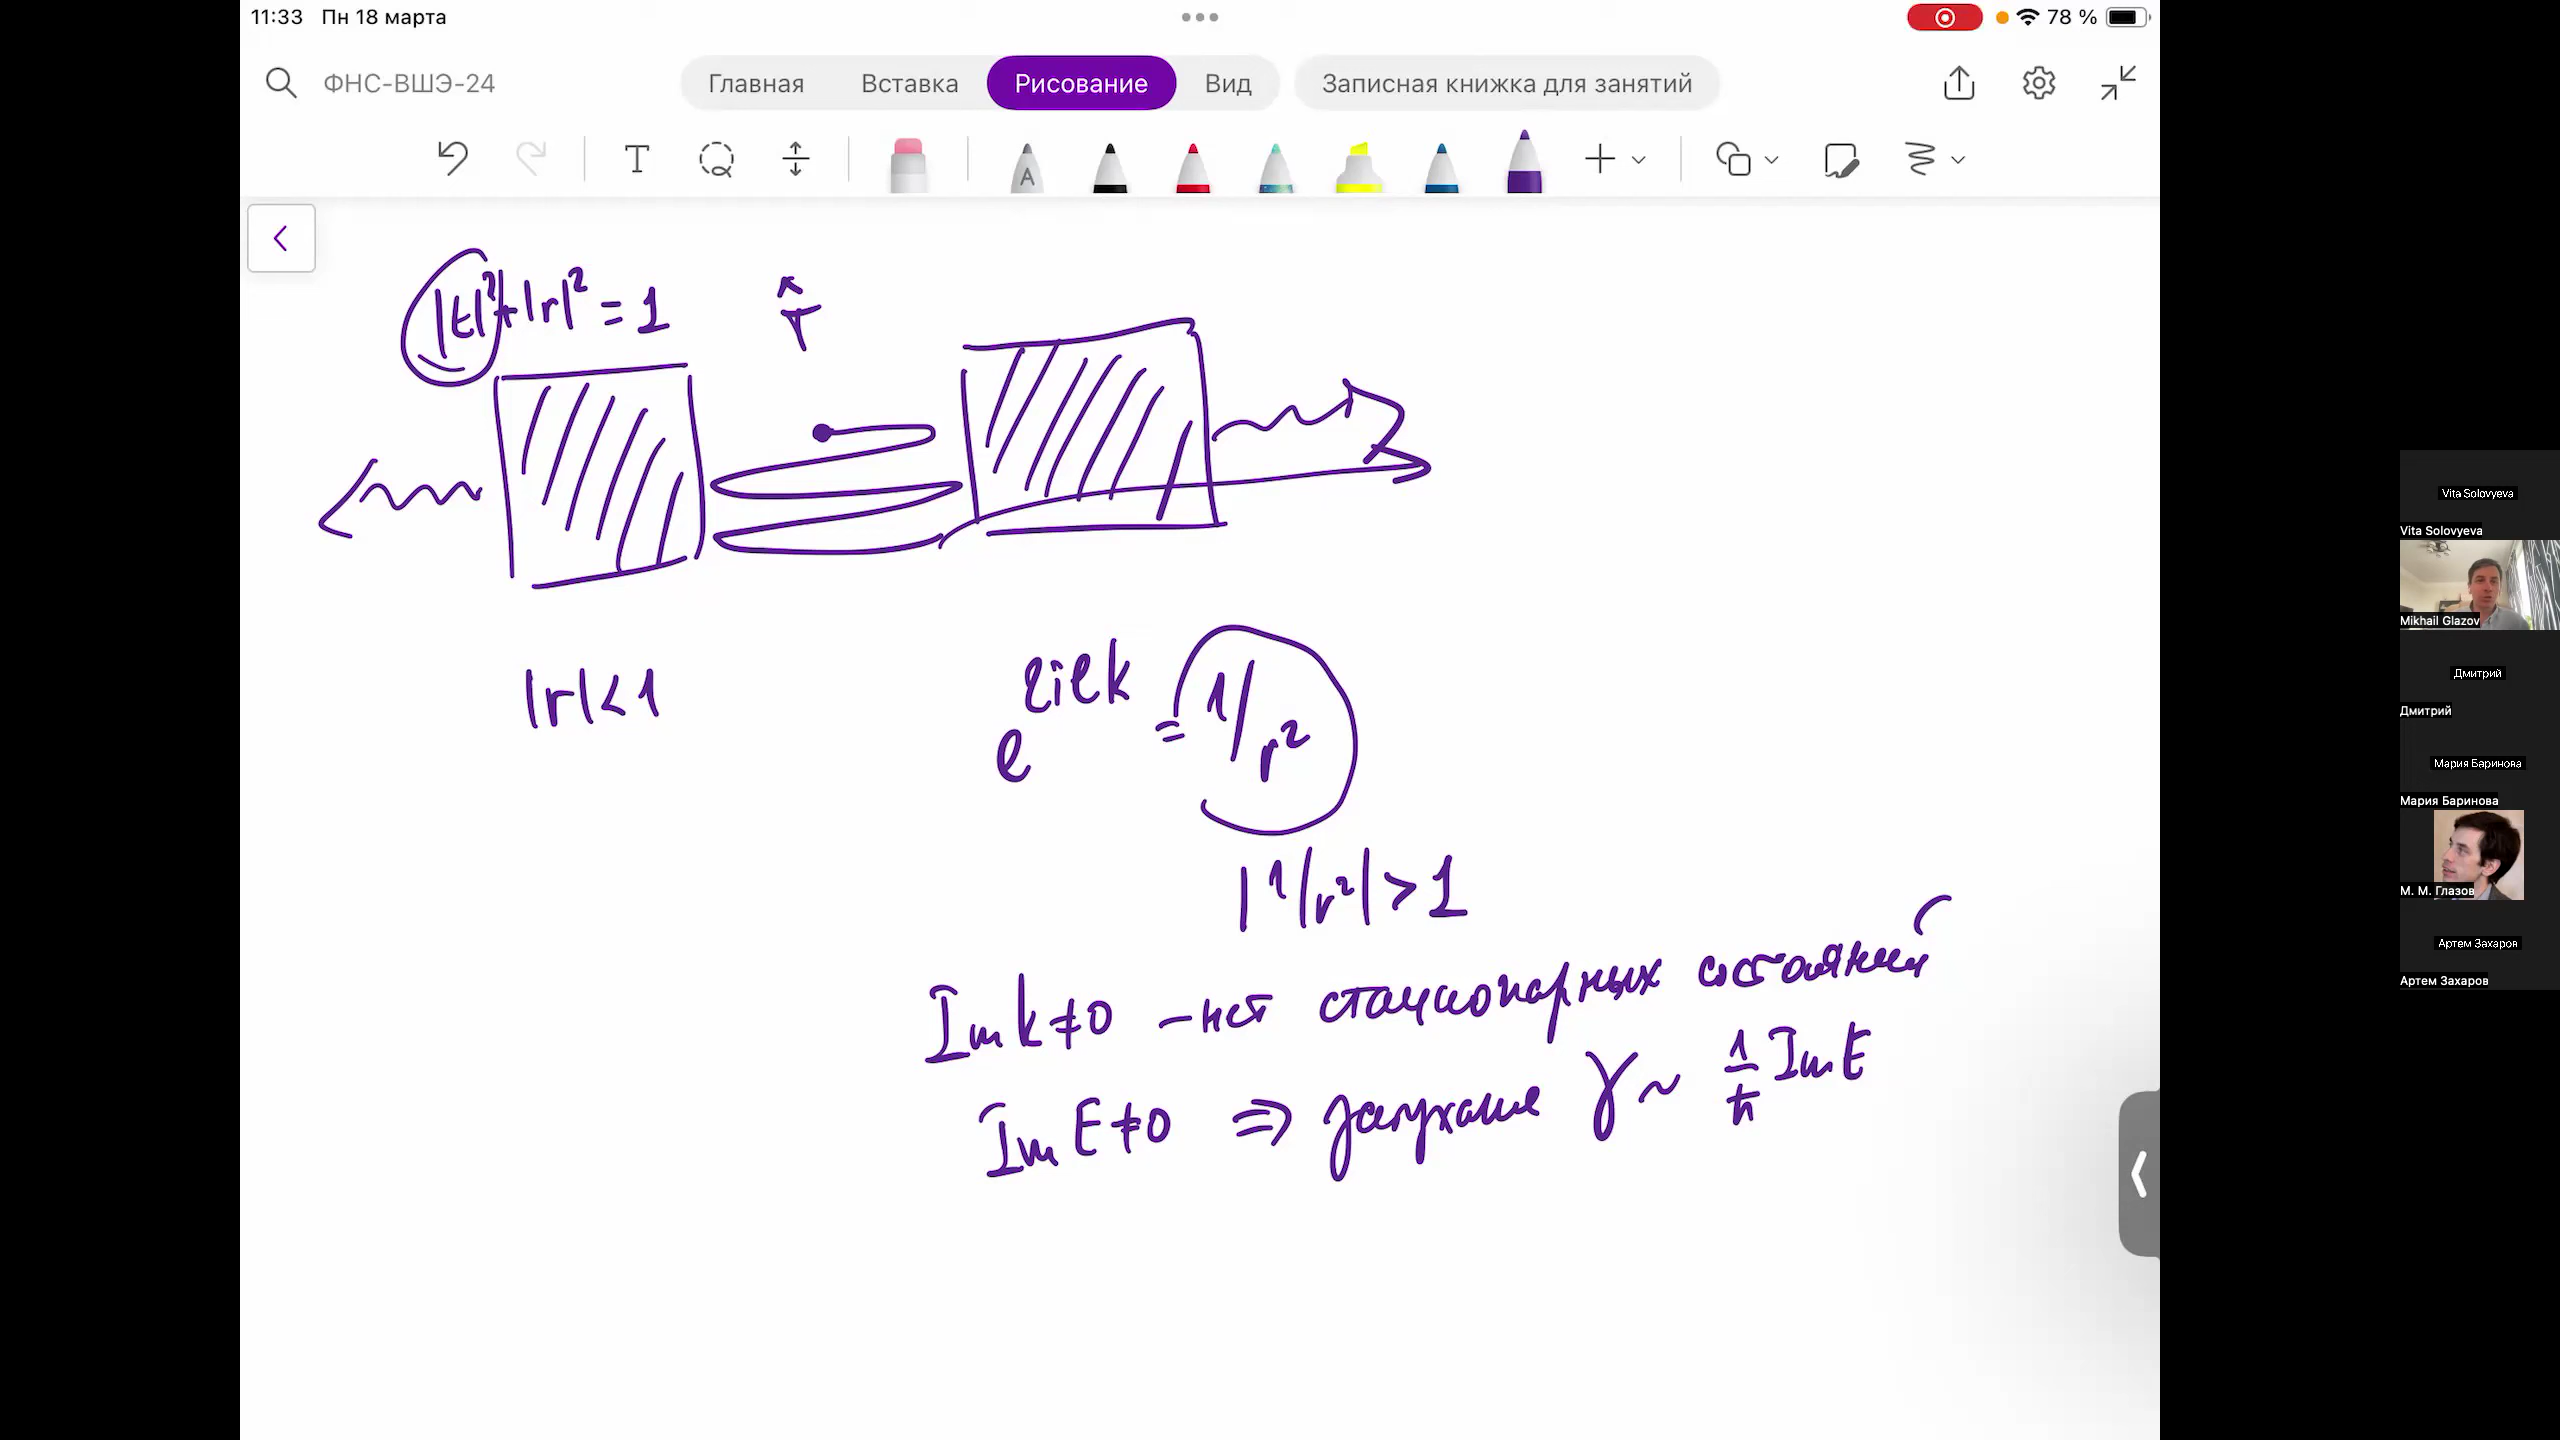 11:33 Пн 18 марта
78 %
ФНС-ВШЭ-24
Главная Вставка Рисование Вид Записная книжка для занятий
T A
|t|²+|r|² = 1
|r|<1
e^{2ilk} = 1/r²
|1/r²| > 1
Im k ≠ 0 – нет стационарных состояний
Im E ≠ 0 ⇒ затухание γ ~ 1/ħ Im E
Vita Solovyeva
Vita Solovyeva
Mikhail Glazov
Дмитрий
Дмитрий
Мария Баринова
Мария Баринова
М. М. Глазов
Артем Захаров
Артем Захаров